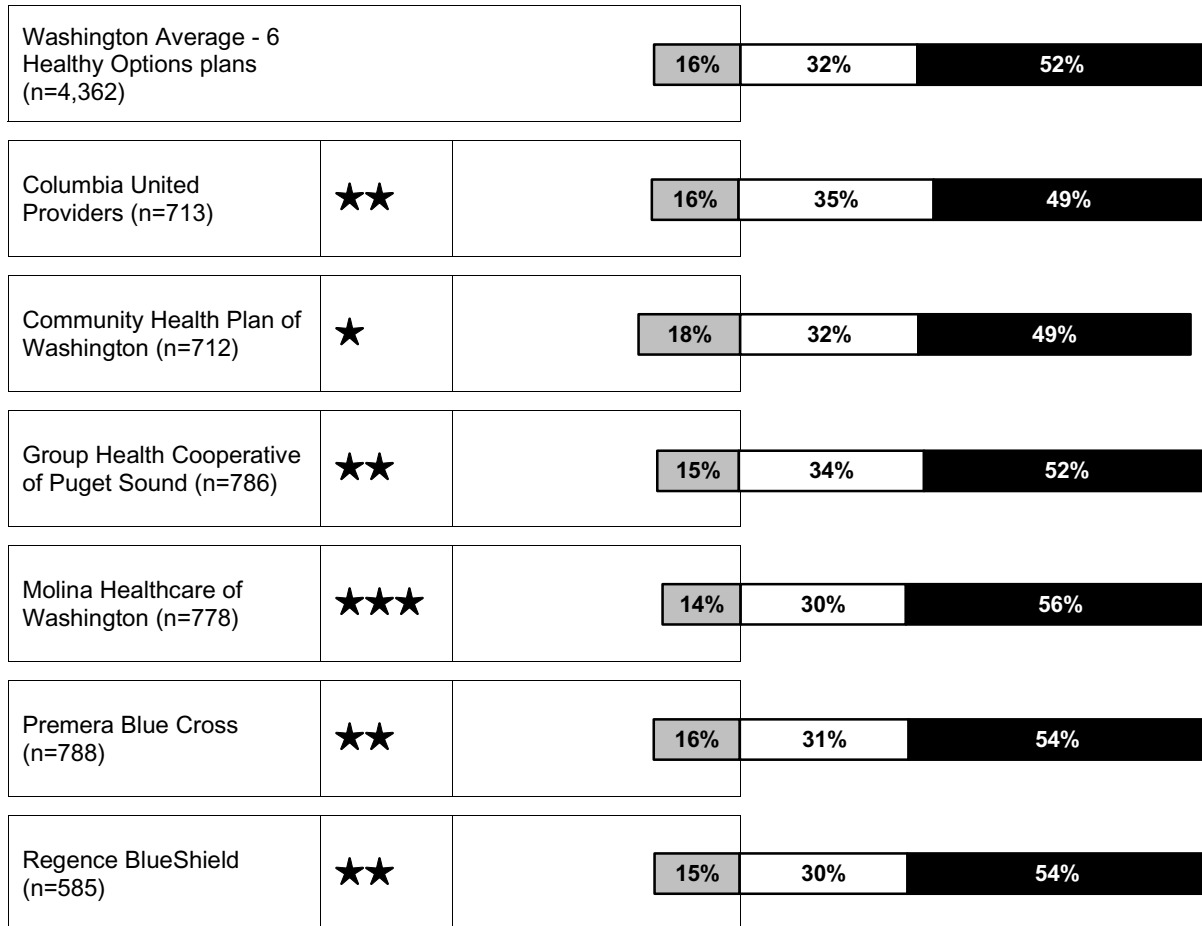 Washington Average - 6
Healthy Options plans
(n=4,362)
16% 32% 52%
Columbia United
Providers (n=713)
★★
16% 35% 49%
Community Health Plan of
Washington (n=712)
★
18% 32% 49%
Group Health Cooperative
of Puget Sound (n=786)
★★
15% 34% 52%
Molina Healthcare of
Washington (n=778)
★★★
14% 30% 56%
Premera Blue Cross
(n=788)
★★
16% 31% 54%
Regence BlueShield
(n=585)
★★
15% 30% 54%